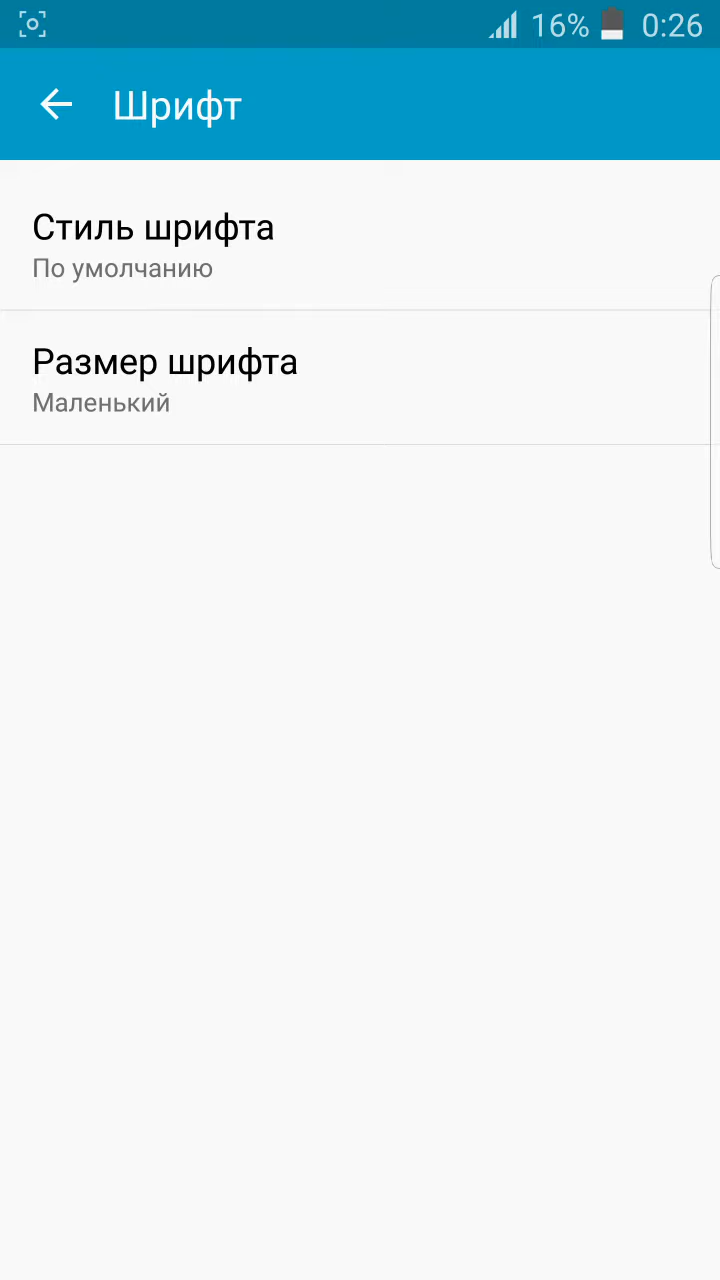 16% 0:26
Шрифт
Стиль шрифта
По умолчанию
Размер шрифта
Маленький